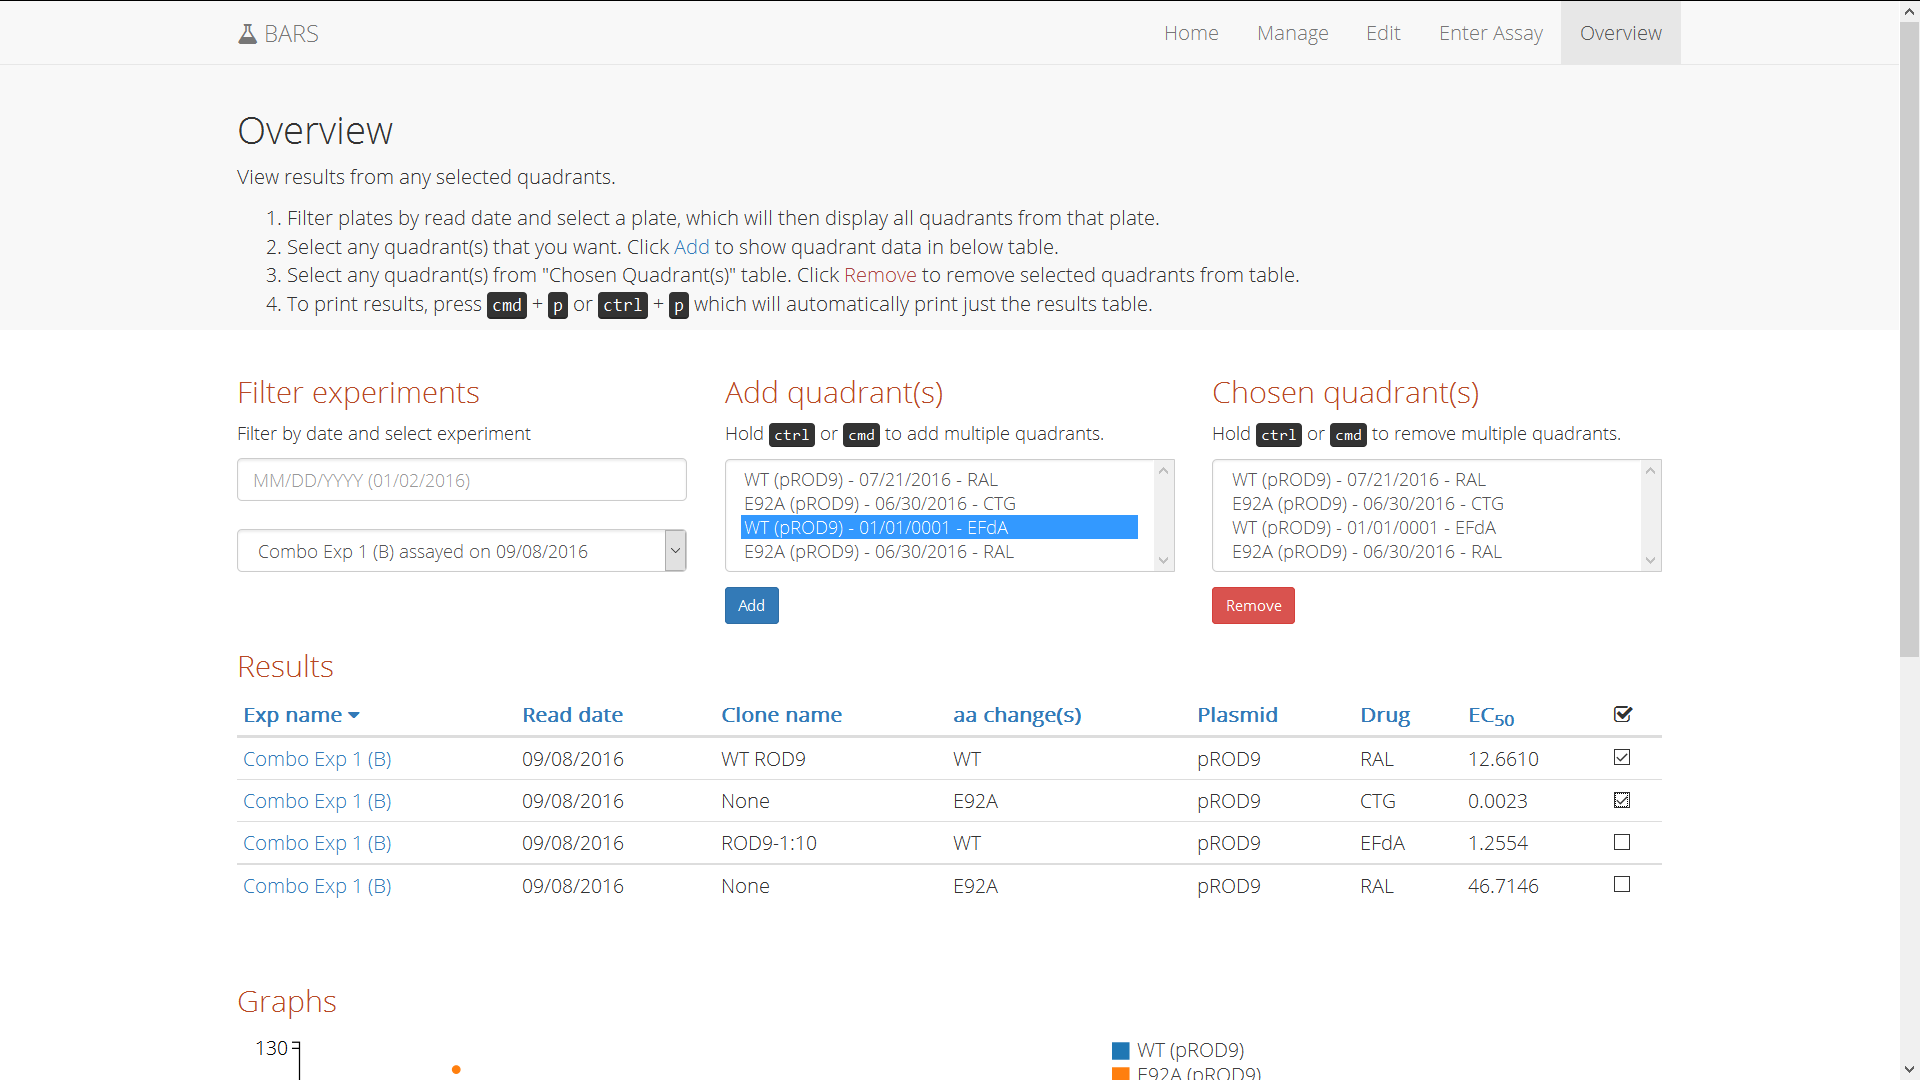 BARS
Home Manage Edit Enter Assay Overview
Overview
View results from any selected quadrants.
1. Filter plates by read date and select a plate, which will then display all quadrants from that plate.
2. Select any quadrant(s) that you want. Click Add to show quadrant data in below table.
3. Select any quadrant(s) from "Chosen Quadrant(s)" table. Click Remove to remove selected quadrants from table.
4. To print results, press cmd + p or ctrl + p which will automatically print just the results table.
Filter experiments
Filter by date and select experiment
MM/DD/YYYY (01/02/2016)
Combo Exp 1 (B) assayed on 09/08/2016
Add quadrant(s)
Hold ctrl or cmd to add multiple quadrants.
WT (pROD9) - 07/21/2016 - RAL
E92A (pROD9) - 06/30/2016 - CTG
WT (pROD9) - 01/01/0001 - EFdA
E92A (pROD9) - 06/30/2016 - RAL
Add
Chosen quadrant(s)
Hold ctrl or cmd to remove multiple quadrants.
WT (pROD9) - 07/21/2016 - RAL
E92A (pROD9) - 06/30/2016 - CTG
WT (pROD9) - 01/01/0001 - EFdA
E92A (pROD9) - 06/30/2016 - RAL
Remove
Results
Exp name Read date Clone name aa change(s) Plasmid Drug EC50
Combo Exp 1 (B) 09/08/2016 WT ROD9 WT pROD9 RAL 12.6610
Combo Exp 1 (B) 09/08/2016 None E92A pROD9 CTG 0.0023
Combo Exp 1 (B) 09/08/2016 ROD9-1:10 WT pROD9 EFdA 1.2554
Combo Exp 1 (B) 09/08/2016 None E92A pROD9 RAL 46.7146
Graphs
130
WT (pROD9)
E92A (pROD9)